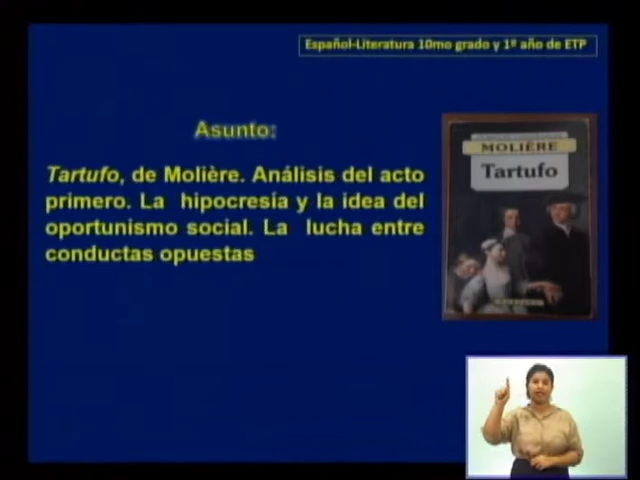 Español-Literatura 10mo grado y 1º año de ETP
Asunto:
Tartufo, de Molière. Análisis del acto
primero. La hipocresía y la idea del
oportunismo social. La lucha entre
conductas opuestas
MOLIÈRE
Tartufo